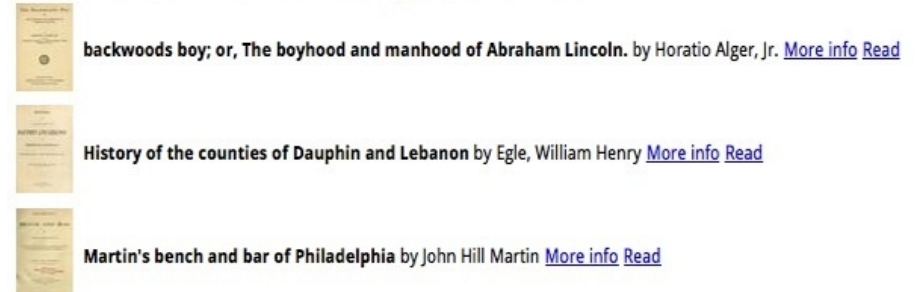 backwoods boy; or, The boyhood and manhood of Abraham Lincoln. by Horatio Alger, Jr. More info Read
History of the counties of Dauphin and Lebanon by Egle, William Henry More info Read
Martin's bench and bar of Philadelphia by John Hill Martin More info Read